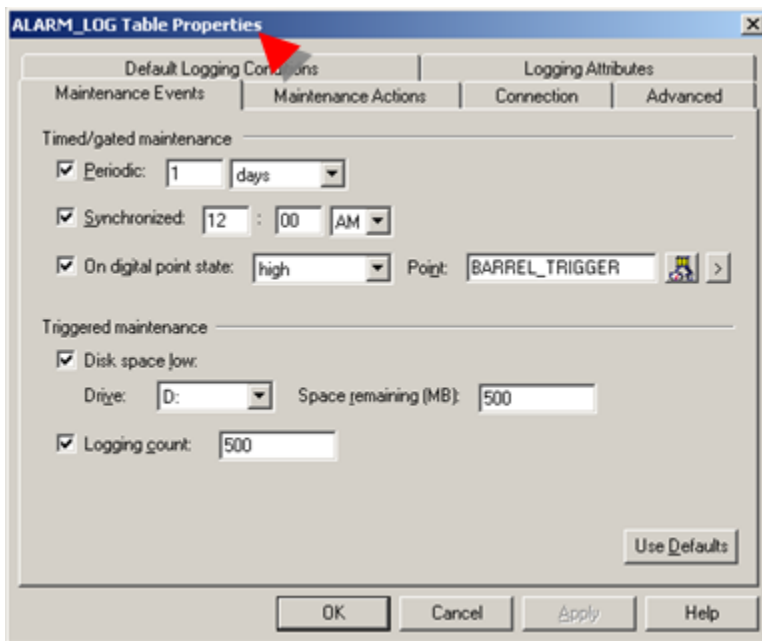 ALARM_LOG Table Properties
Default Logging Conditions Logging Attributes
Maintenance Events Maintenance Actions Connection Advanced
Timed/gated maintenance
Periodic: 1 days
Synchronized: 12 : 00 AM
On digital point state: high Point: BARREL_TRIGGER >
Triggered maintenance
Disk space low:
Drive: D: Space remaining (MB): 500
Logging count: 500
Use Defaults
OK Cancel Apply Help